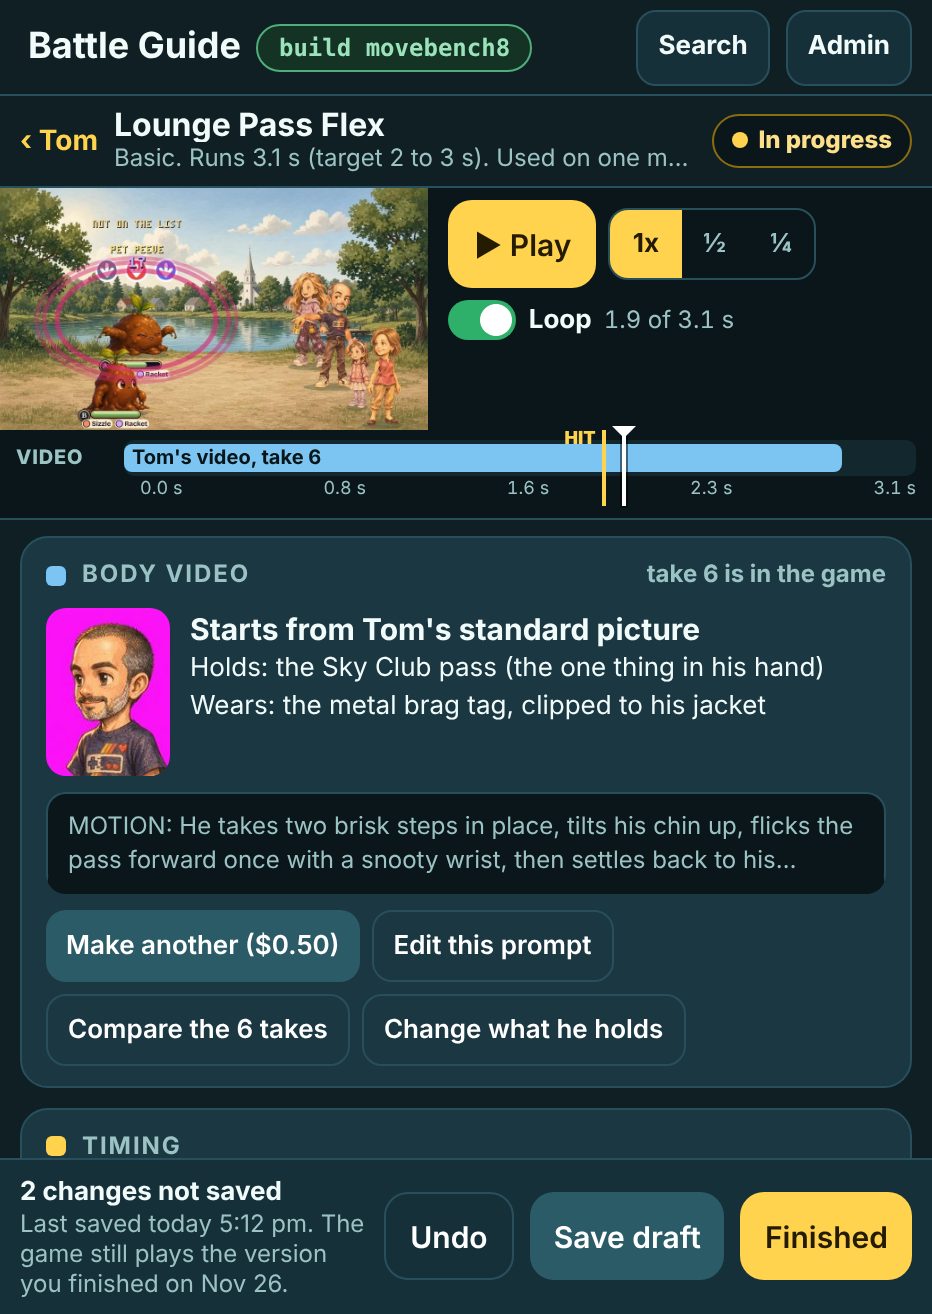 Battle Guide
build movebench8
Search
Admin
‹ Tom
Lounge Pass Flex
Basic. Runs 3.1 s (target 2 to 3 s). Used on one m...
In progress
NOT ON THE LIST
PET PEEVE
17
Racket
B
Sizzle
Racket
Play
1x
½
¼
Loop
1.9 of 3.1 s
VIDEO
HIT
Tom's video, take 6
0.0 s
0.8 s
1.6 s
2.3 s
3.1 s
BODY VIDEO
take 6 is in the game
Starts from Tom's standard picture
Holds: the Sky Club pass (the one thing in his hand)
Wears: the metal brag tag, clipped to his jacket
MOTION: He takes two brisk steps in place, tilts his chin up, flicks the
pass forward once with a snooty wrist, then settles back to his...
Make another ($0.50)
Edit this prompt
Compare the 6 takes
Change what he holds
TIMING
2 changes not saved
Last saved today 5:12 pm. The
game still plays the version
you finished on Nov 26.
Undo
Save draft
Finished